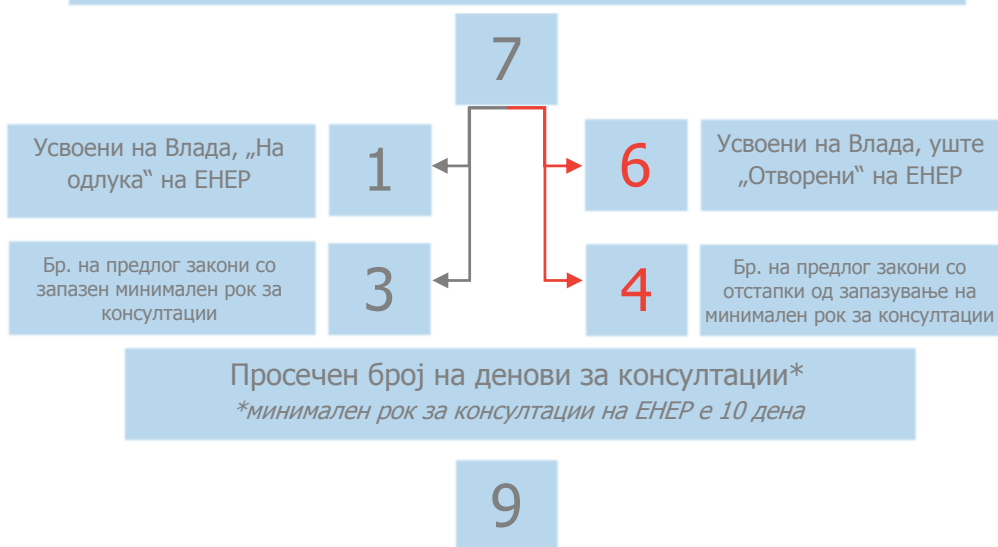 7
Усвоени на Влада, „На
одлука“ на ЕНЕР
1
6
Усвоени на Влада, уште
„Отворени“ на ЕНЕР
Бр. на предлог закони со
запазен минимален рок за
консултации
3
4
Бр. на предлог закони со
отстапки од запазување на
минимален рок за консултации
Просечен број на денови за консултации*
*минимален рок за консултации на ЕНЕР е 10 дена
9